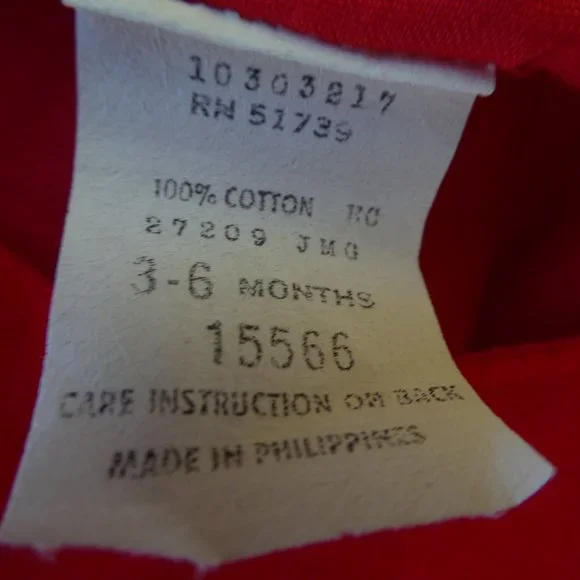 10303217
RN 51739
100% COTTON
27209 JMG
3-6 MONTHS
15566
CARE INSTRUCTION ON BACK
MADE IN PHILIPPINES